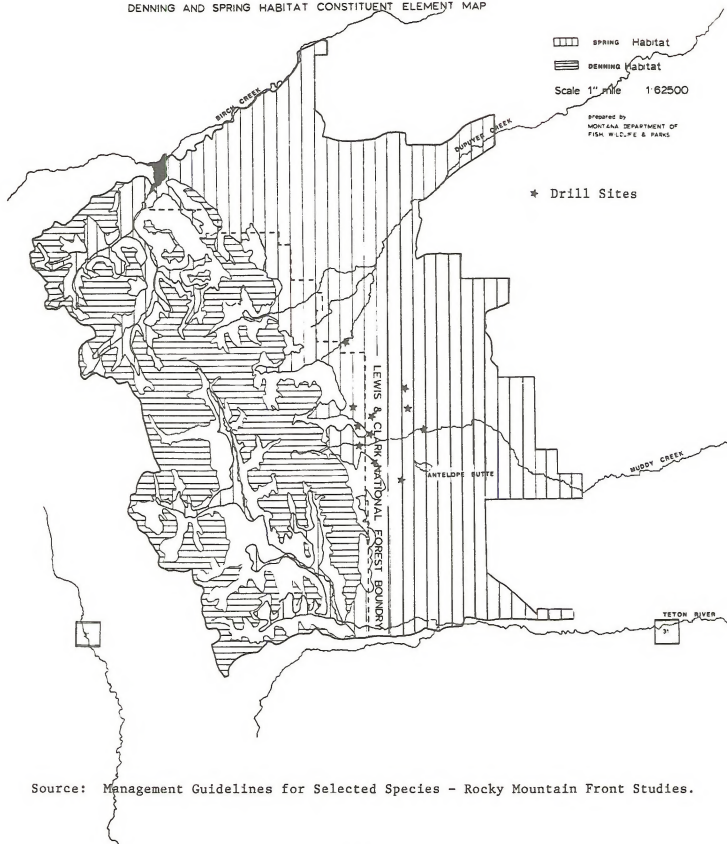 DENNING AND SPRING HABITAT CONSTITUENT ELEMENT MAP
SPRING Habitat
DENNING Habitat
Scale 1" mile 1:62500
prepared by
MONTANA DEPARTMENT OF
FISH, WILDLIFE & PARKS
BIRCH CREEK
DUPUYER CREEK
★ Drill Sites
LEWIS & CLARK NATIONAL FOREST BOUNDRY
ANTELOPE BUTTE
MUDDY CREEK
TETON RIVER
31
Source: Management Guidelines for Selected Species - Rocky Mountain Front Studies.